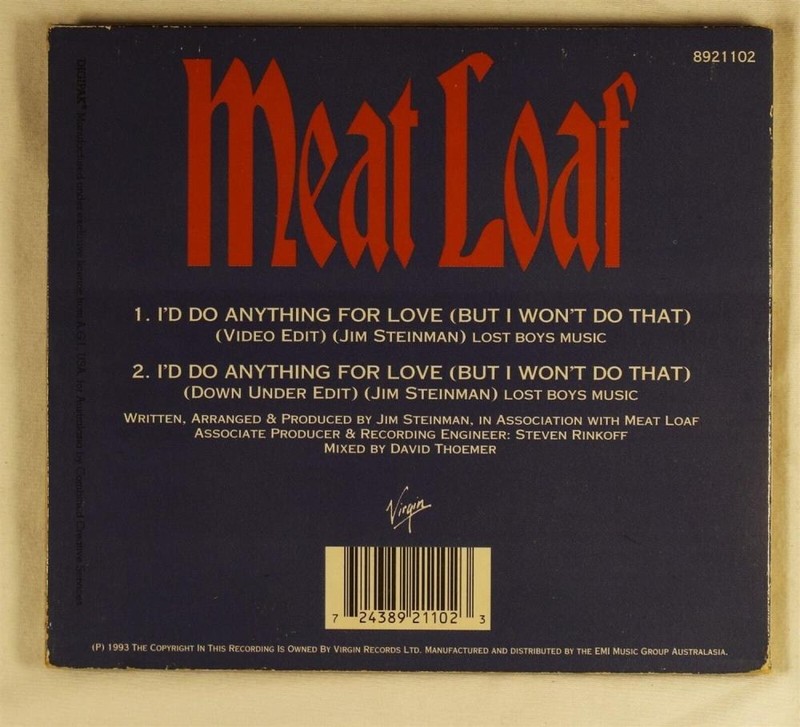 8921102
Meat Loaf
1. I'D DO ANYTHING FOR LOVE (BUT I WON'T DO THAT)
(VIDEO EDIT) (JIM STEINMAN) LOST BOYS MUSIC
2. I'D DO ANYTHING FOR LOVE (BUT I WON'T DO THAT)
(DOWN UNDER EDIT) (JIM STEINMAN) LOST BOYS MUSIC
WRITTEN, ARRANGED & PRODUCED BY JIM STEINMAN, IN ASSOCIATION WITH MEAT LOAF
ASSOCIATE PRODUCER & RECORDING ENGINEER: STEVEN RINKOFF
MIXED BY DAVID THOEMER
Virgin
7 24389 21102 3
(P) 1993 THE COPYRIGHT IN THIS RECORDING IS OWNED BY VIRGIN RECORDS LTD. MANUFACTURED AND DISTRIBUTED BY THE EMI MUSIC GROUP AUSTRALASIA.
DIGIPAK® Manufactured under